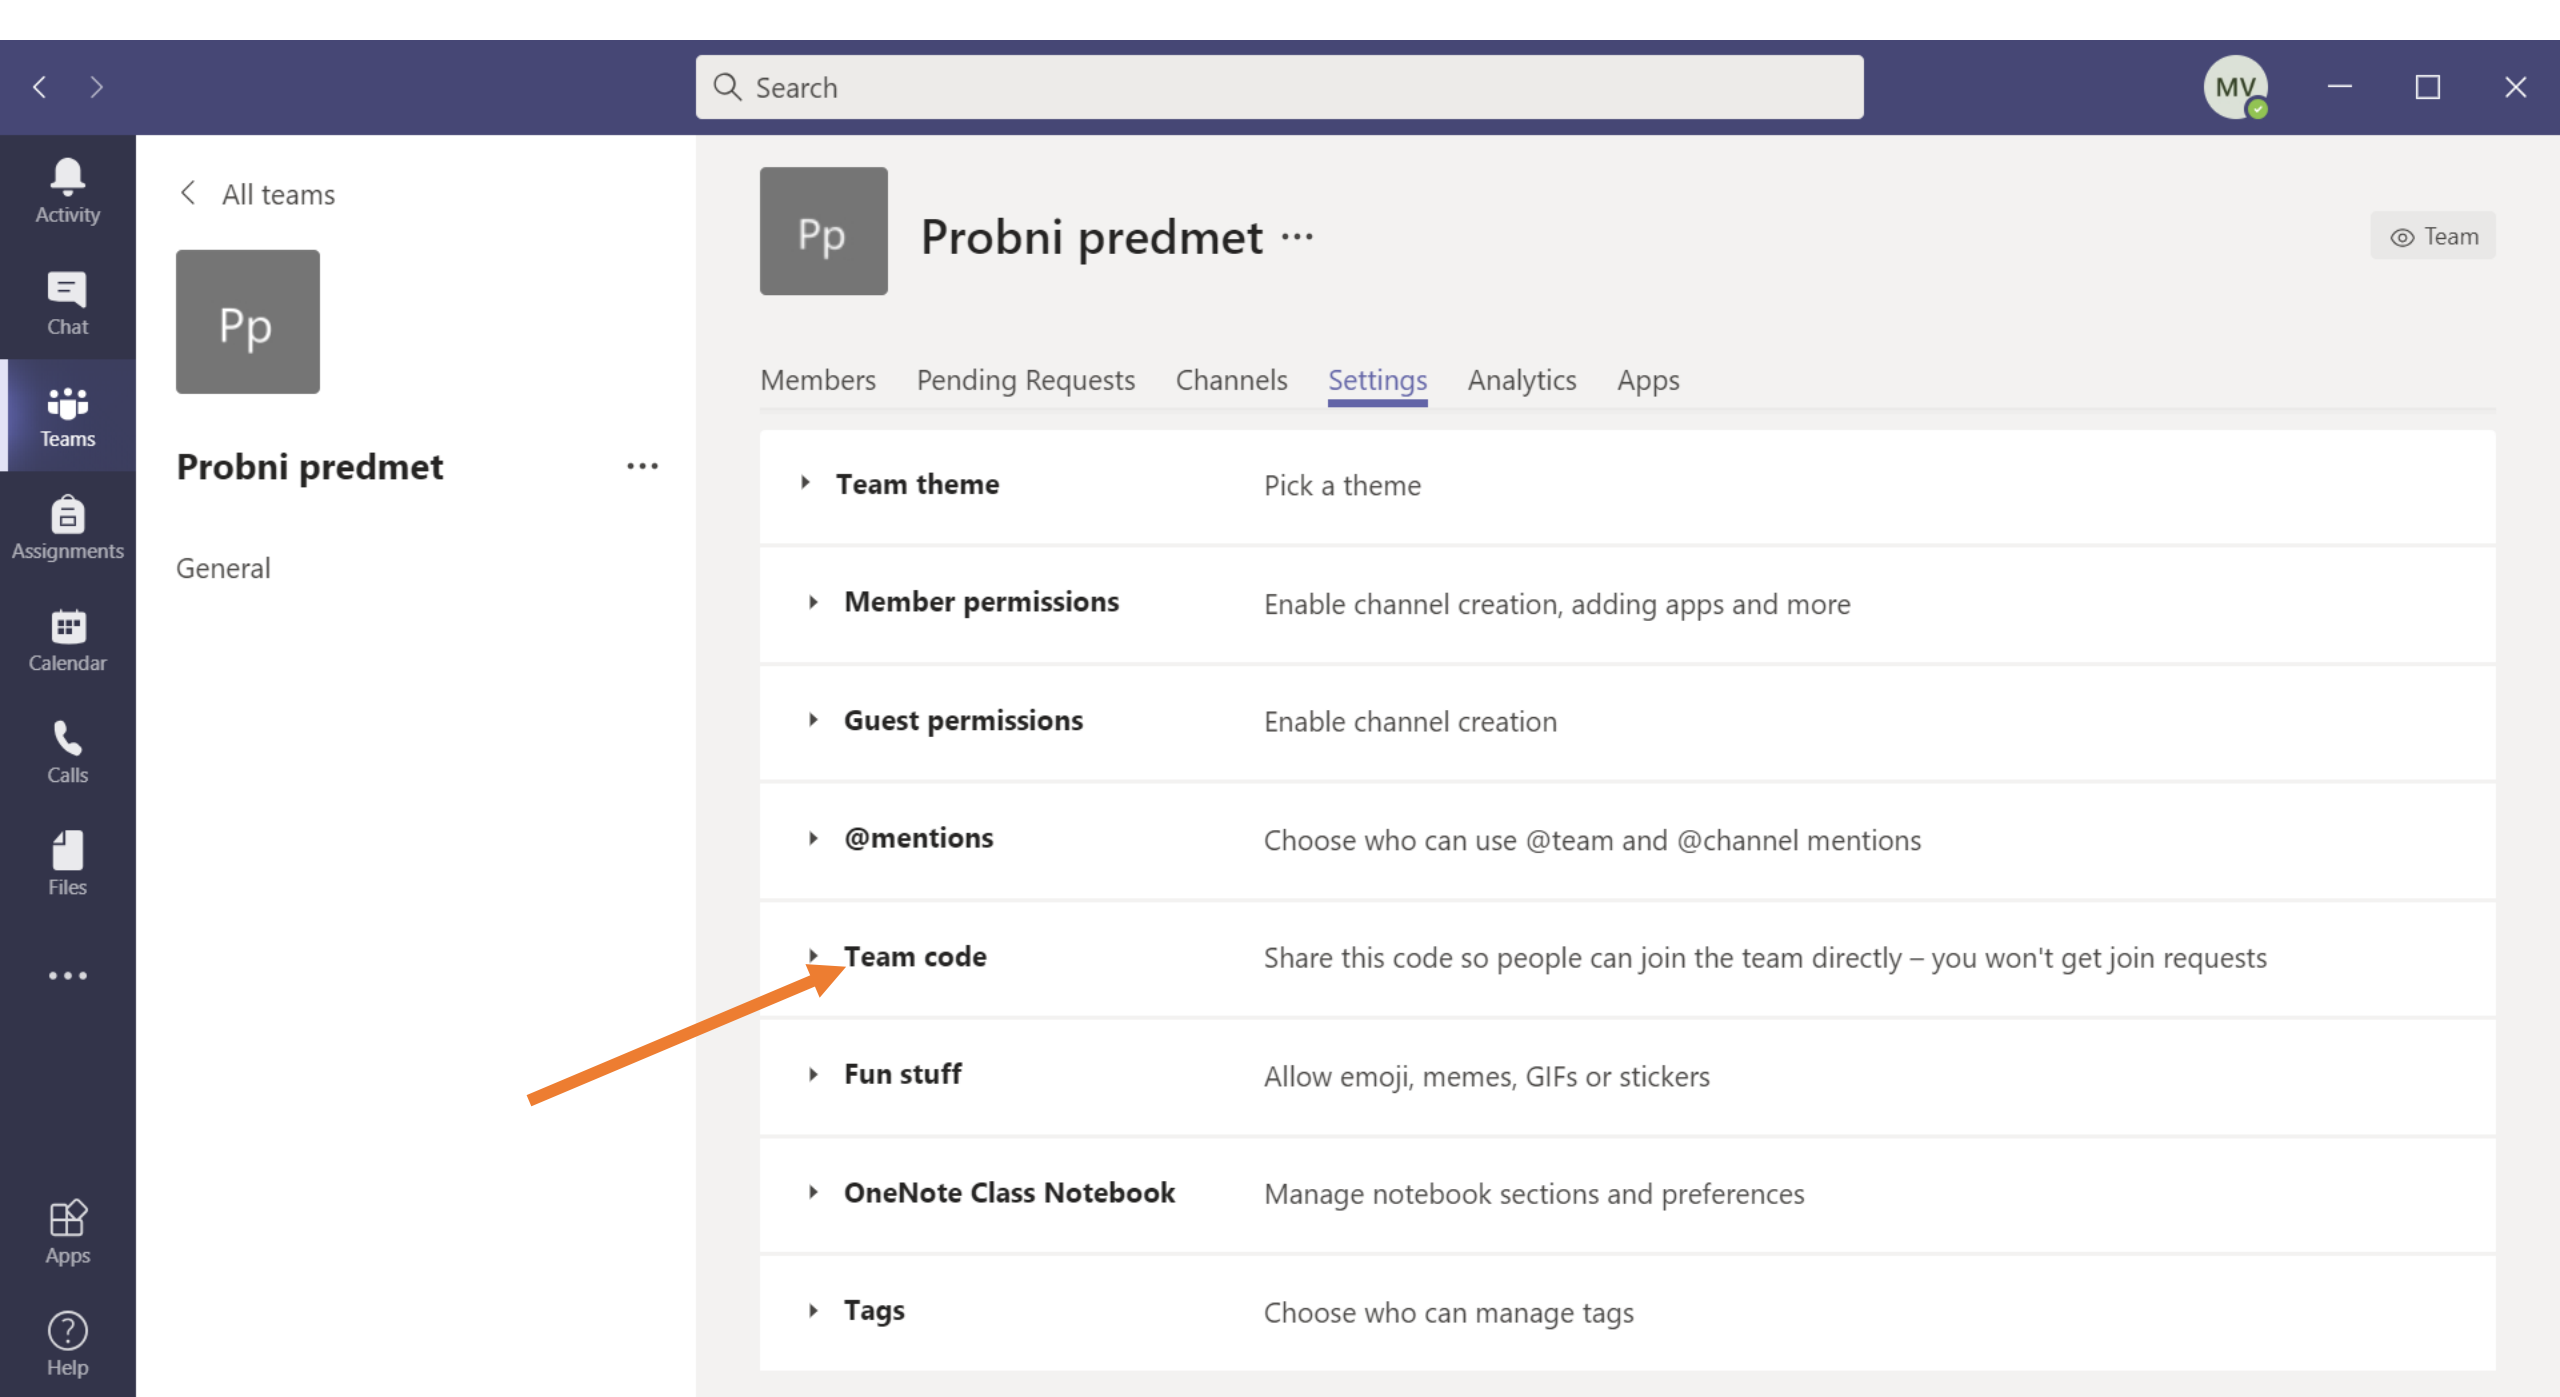 Search
MV
Activity
Chat
Teams
Assignments
Calendar
Calls
Files
Apps
Help
All teams
Pp
Probni predmet
General
Pp
Probni predmet
Team
Members Pending Requests Channels Settings Analytics Apps
Team theme Pick a theme
Member permissions Enable channel creation, adding apps and more
Guest permissions Enable channel creation
@mentions Choose who can use @team and @channel mentions
Team code Share this code so people can join the team directly – you won't get join requests
Fun stuff Allow emoji, memes, GIFs or stickers
OneNote Class Notebook Manage notebook sections and preferences
Tags Choose who can manage tags